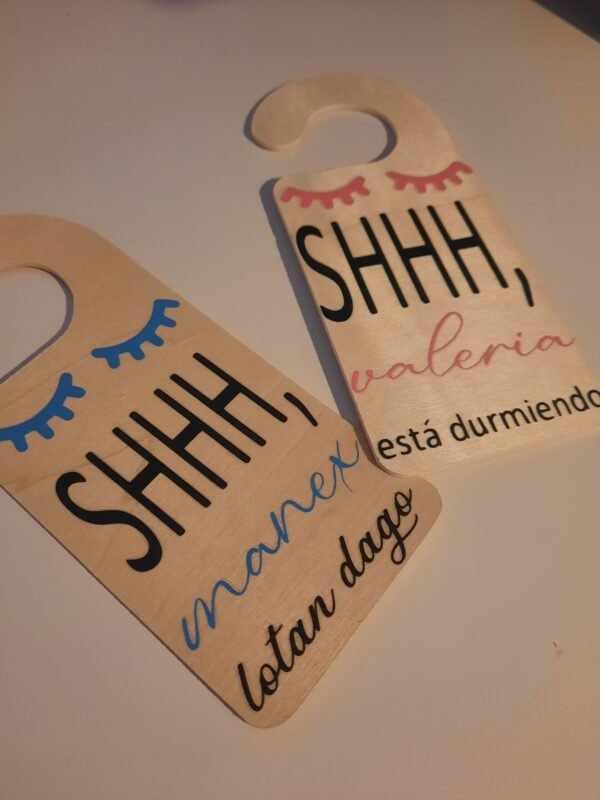 SHHH,
manex
lotan dago
SHHH,
valeria
está durmiendo